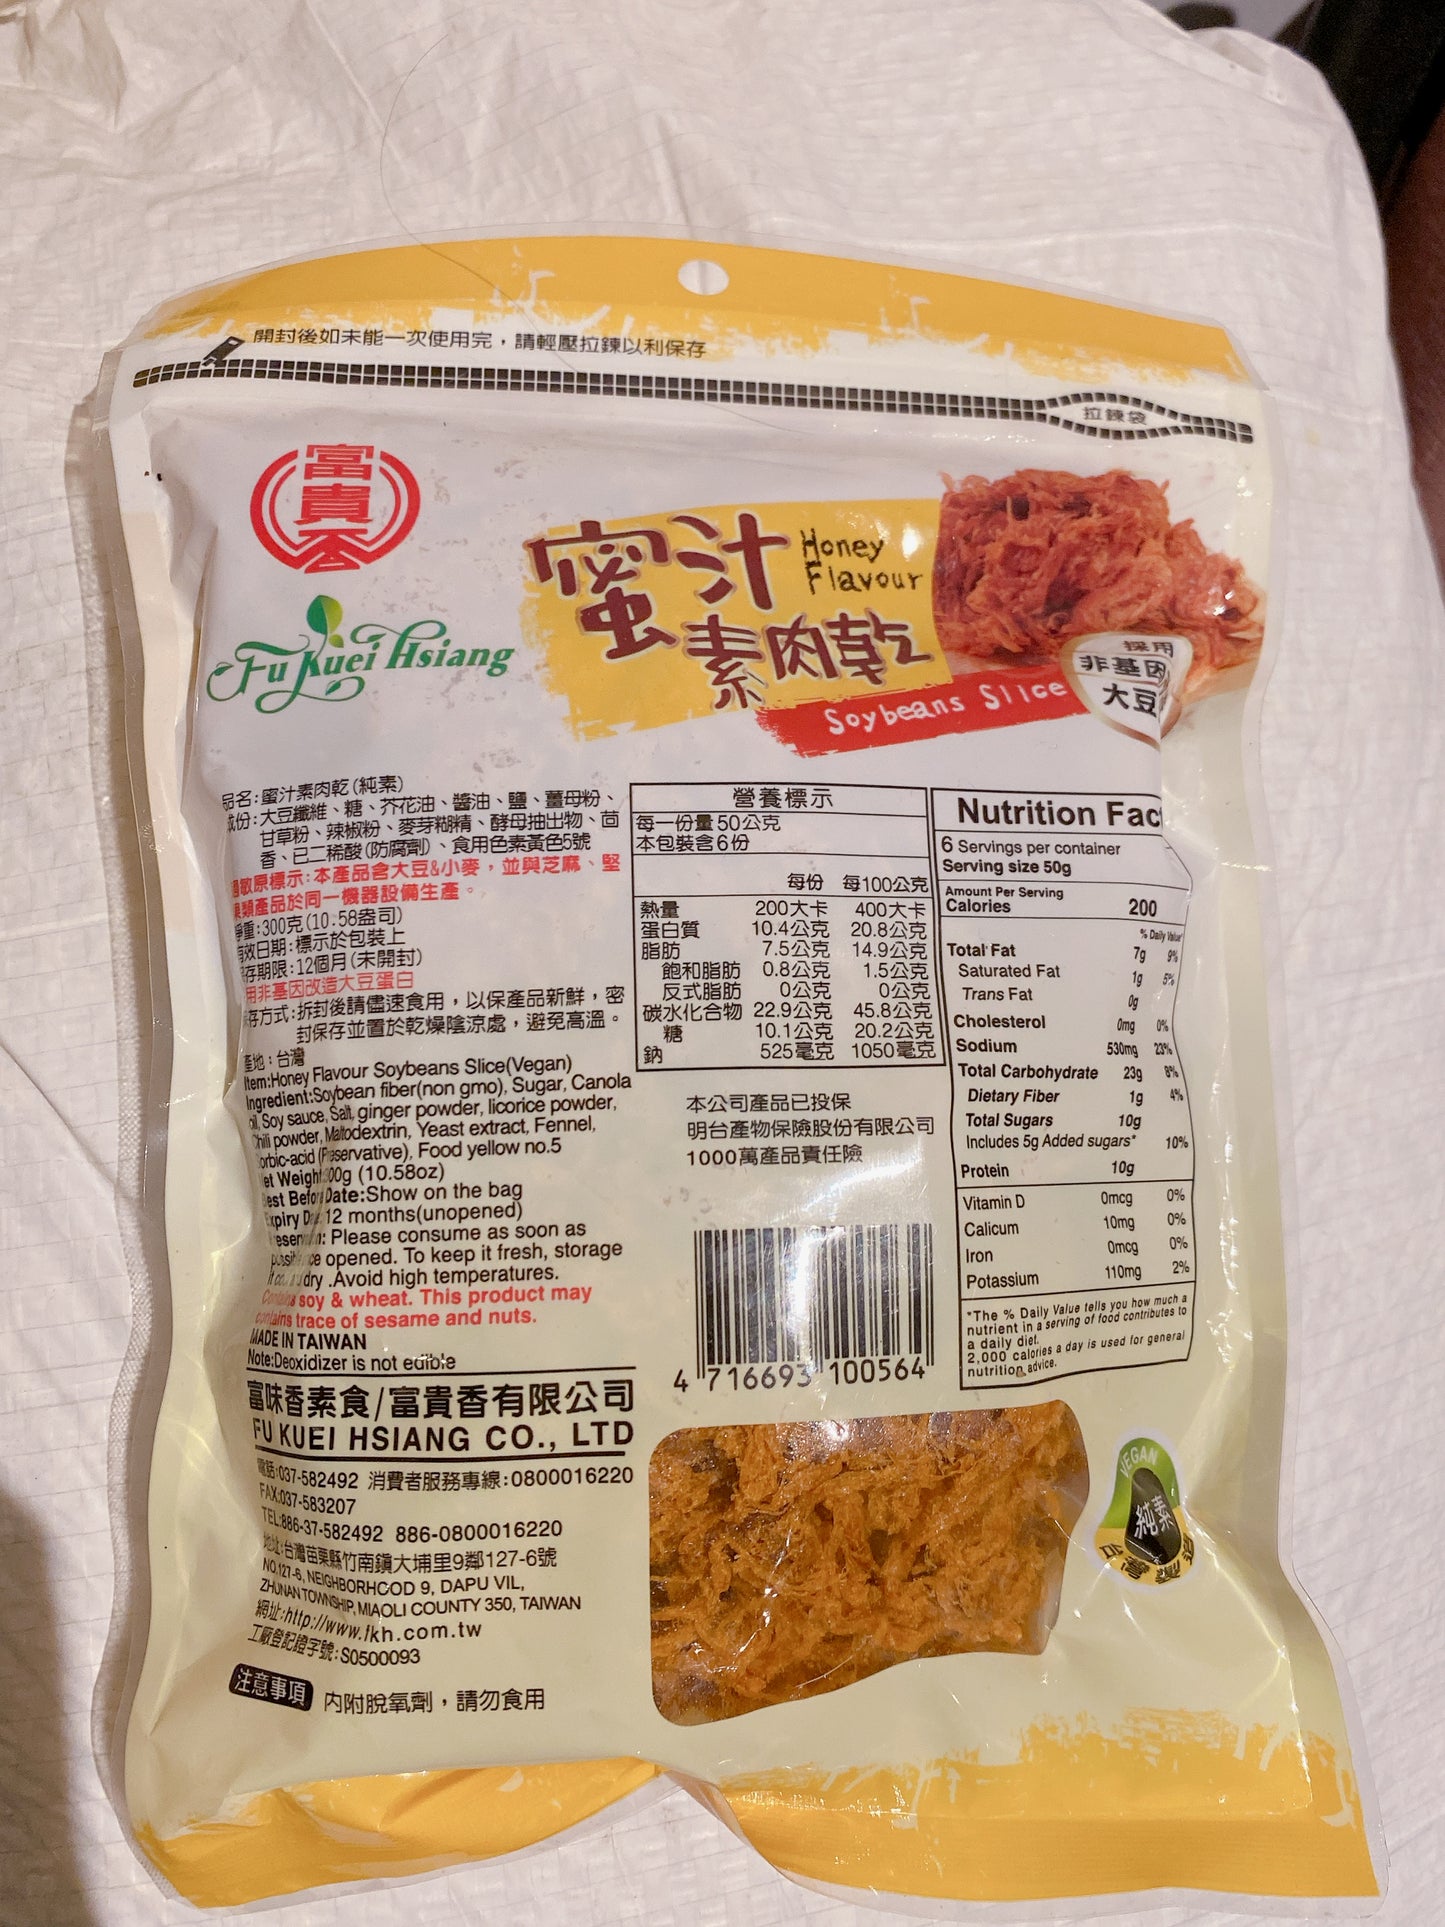 開封後如未能一次使用完，請輕壓拉鍊以利保存
拉鍊袋
富貴香
Fu Kuei Hsiang
蜜汁
Honey
Flavour
素肉乾
Soybeans Slice
採用
非基因
大豆
品名:蜜汁素肉乾(純素)
成份:大豆纖維、糖、芥花油、醬油、鹽、薑母粉、
甘草粉、辣椒粉、麥芽糊精、酵母抽出物、茴
香、己二稀酸(防腐劑)、食用色素黃色5號
敏原標示:本產品含大豆&小麥，並與芝麻、堅
類產品於同一機器設備生產。
淨重:300克(10.58盎司)
有效日期:標示於包裝上
存期限:12個月(未開封)
用非基因改造大豆蛋白
存方式:拆封後請儘速食用，以保產品新鮮，密
封保存並置於乾燥陰涼處，避免高溫。
產地:台灣
Item:Honey Flavour Soybeans Slice(Vegan)
Ingredient:Soybean fiber(non gmo), Sugar, Canola
oil, Soy sauce, Salt, ginger powder, licorice powder,
Chili powder, Maltodextrin, Yeast extract, Fennel,
orbic-acid (Preservative), Food yellow no.5
et Weight:300g (10.58oz)
Best Before Date:Show on the bag
Expiry Date:12 months(unopened)
Please consume as soon as
opened. To keep it fresh, storage
dry .Avoid high temperatures.
Contains soy & wheat. This product may
contains trace of sesame and nuts.
MADE IN TAIWAN
Note:Deoxidizer is not edible
富味香素食/富貴香有限公司
FU KUEI HSIANG CO., LTD
電話:037-582492 消費者服務專線:0800016220
FAX:037-583207
TEL:886-37-582492 886-0800016220
地址:台灣苗栗縣竹南鎮大埔里9鄰127-6號
NO.127-6, NEIGHBORHOOD 9, DAPU VIL,
ZHUNAN TOWNSHIP, MIAOLI COUNTY 350, TAIWAN
網址:http://www.fkh.com.tw
工廠登記證字號:S0500093
注意事項 內附脫氧劑，請勿食用
營養標示
每一份量50公克
本包裝含6份
每份 每100公克
熱量 200大卡 400大卡
蛋白質 10.4公克 20.8公克
脂肪 7.5公克 14.9公克
飽和脂肪 0.8公克 1.5公克
反式脂肪 0公克 0公克
碳水化合物 22.9公克 45.8公克
糖 10.1公克 20.2公克
鈉 525毫克 1050毫克
本公司產品已投保
明台產物保險股份有限公司
1000萬產品責任險
4 716693 100564
Nutrition Fac
6 Servings per container
Serving size 50g
Amount Per Serving
Calories 200
% Daily Value*
Total Fat 7g 9%
Saturated Fat 1g 5%
Trans Fat 0g
Cholesterol 0mg 0%
Sodium 530mg 23%
Total Carbohydrate 23g 8%
Dietary Fiber 1g 4%
Total Sugars 10g
Includes 5g Added sugars* 10%
Protein 10g
Vitamin D 0mcg 0%
Calicum 10mg 0%
Iron 0mcg 0%
Potassium 110mg 2%
*The % Daily Value tells you how much a
nutrient in a serving of food contributes to
a daily diet.
2,000 calories a day is used for general
nutrition advice.
VEGAN
純素